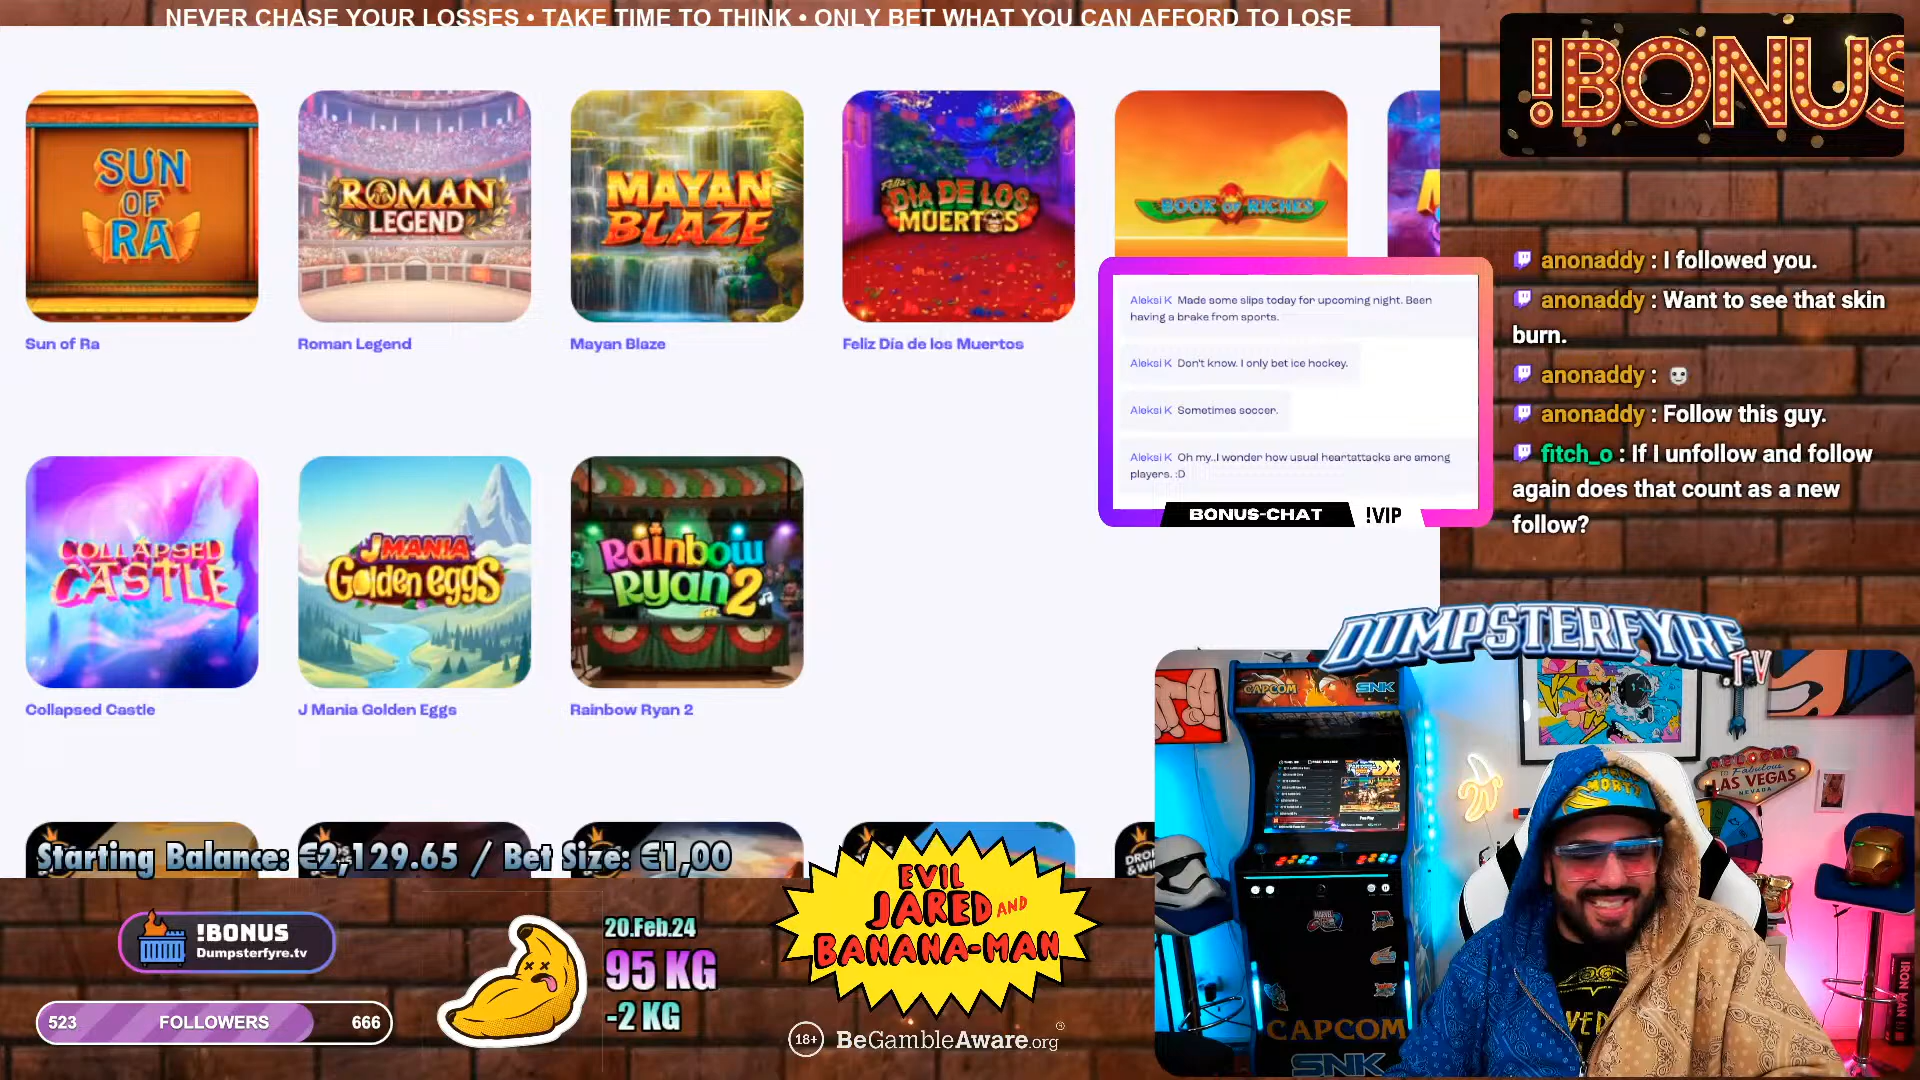 NEVER CHASE YOUR LOSSES • TAKE TIME TO THINK • ONLY BET WHAT YOU CAN AFFORD TO LOSE
!BONUS
SUN
OF
RA
ROMAN
LEGEND
MAYAN
BLAZE
Feliz
DIA DE LOS
MUERTOS
BOOK OF RICHES
Sun of Ra
Roman Legend
Mayan Blaze
Feliz Día de los Muertos
Aleksi K Made some slips today for upcoming night. Been
having a brake from sports.
Aleksi K Don't know. I only bet ice hockey.
Aleksi K Sometimes soccer.
Aleksi K Oh my..I wonder how usual heartattacks are among
players. :D
BONUS-CHAT
!VIP
anonaddy : I followed you.
anonaddy : Want to see that skin
burn.
anonaddy :
anonaddy : Follow this guy.
fitch_o : If I unfollow and follow
again does that count as a new
follow?
COLLAPSED
CASTLE
JMANIA
Golden eggs
Rainbow
Ryan 2
Collapsed Castle
J Mania Golden Eggs
Rainbow Ryan 2
DUMPSTERFYRE
.TV
CAPCOM
SNK
WELCOME
To Fabulous
LAS VEGAS
NEVADA
Starting Balance: €2,129.65 / Bet Size: €1,00
!BONUS
Dumpsterfyre.tv
523
FOLLOWERS
666
20.Feb.24
95 KG
-2 KG
EVIL
JARED AND
BANANA-MAN
18+
BeGambleAware.org
CAPCOM
SNK
IRON MAN